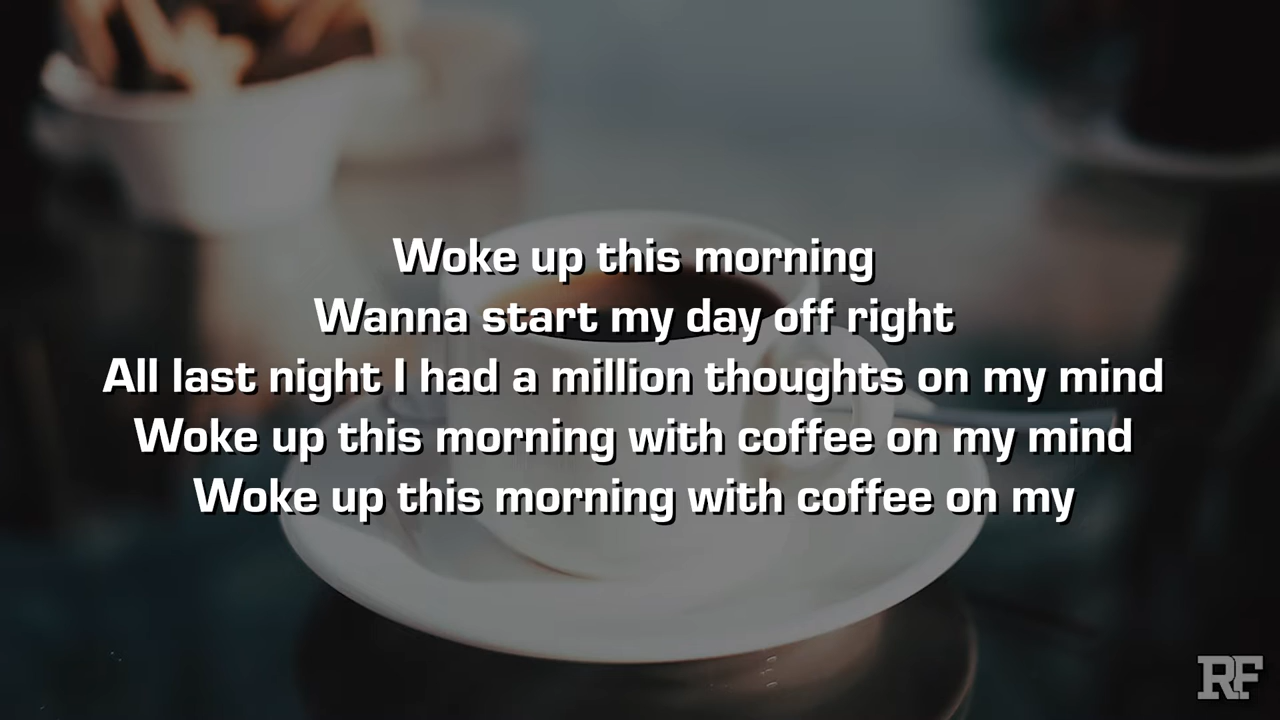 Woke up this morning
Wanna start my day off right
All last night I had a million thoughts on my mind
Woke up this morning with coffee on my mind
Woke up this morning with coffee on my
RF